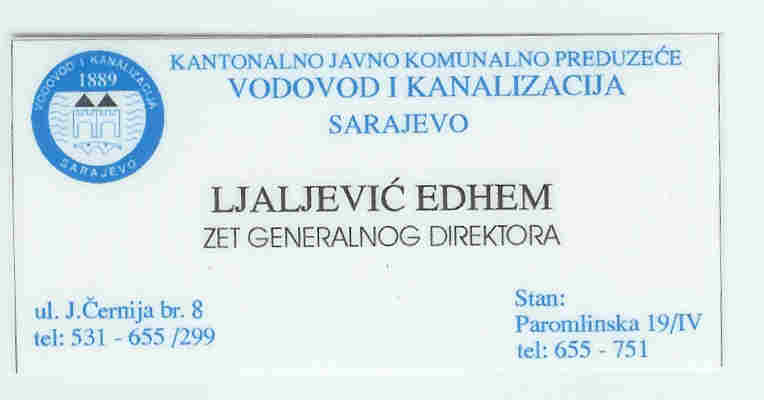 VODOVOD I KANALIZACIJA
1889
SARAJEVO
KANTONALNO JAVNO KOMUNALNO PREDUZEĆE
VODOVOD I KANALIZACIJA
SARAJEVO
LJALJEVIĆ EDHEM
ZET GENERALNOG DIREKTORA
ul. J.Černija br. 8
tel: 531 - 655 /299
Stan:
Paromlinska 19/IV
tel: 655 - 751